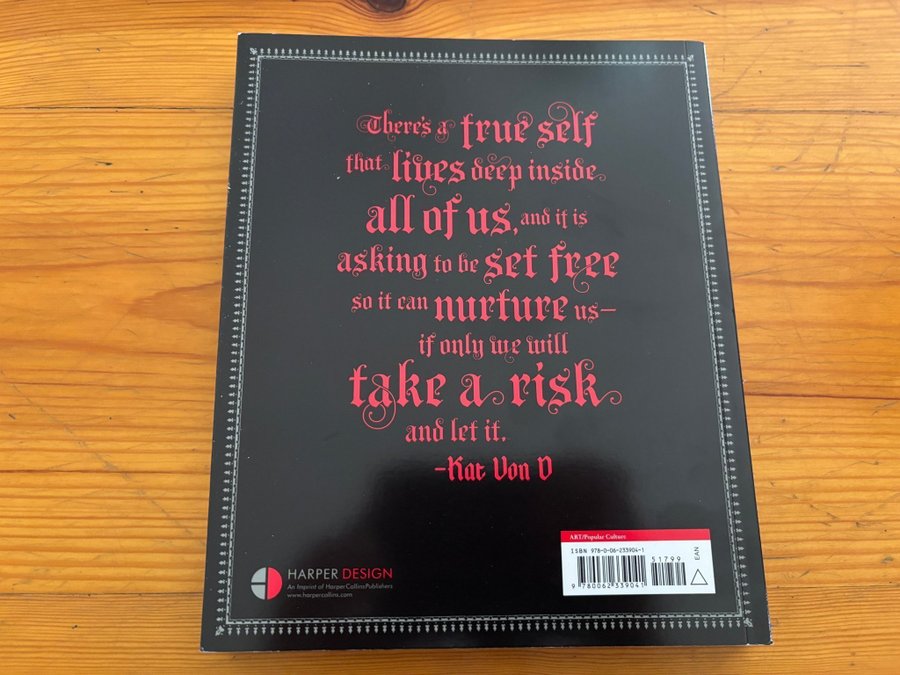 There's a true self
that lives deep inside
all of us, and it is
asking to be set free
so it can nurture us—
if only we will
take a risk
and let it.
–Kat Von D
HARPER DESIGN
An Imprint of HarperCollinsPublishers
www.harpercollins.com
ART/Popular Culture
ISBN 978-0-06-233904-1
51799
EAN
9 780062 339041